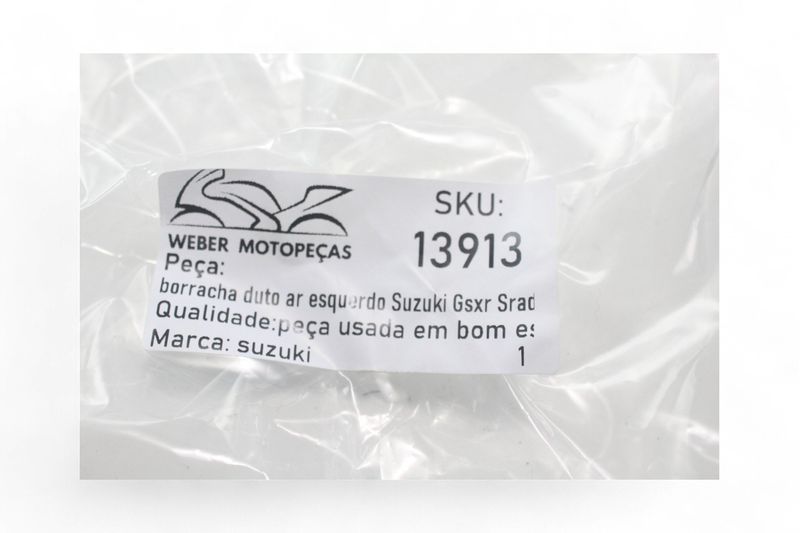 WEBER MOTOPEÇAS
SKU:
13913
Peça:
borracha duto ar esquerdo Suzuki Gsxr Srad
Qualidade:peça usada em bom es
Marca: suzuki
1